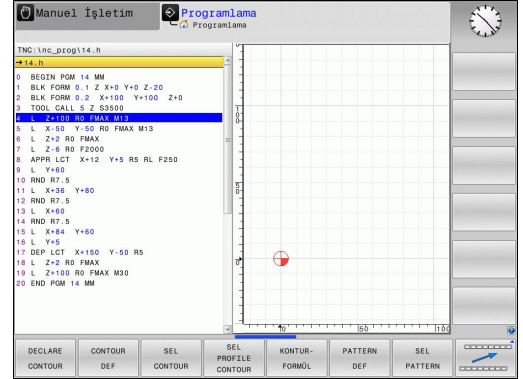 Manuel İşletim
Programlama
Programlama
TNC:\nc_prog\14.h
→14.h
0 BEGIN PGM 14 MM
1 BLK FORM 0.1 Z X+0 Y+0 Z-20
2 BLK FORM 0.2 X+100 Y+100 Z+0
3 TOOL CALL 5 Z S3500
4 L Z+100 R0 FMAX M13
5 L X-50 Y-50 R0 FMAX M13
6 L Z+2 R0 FMAX
7 L Z-6 R0 F2000
8 APPR LCT X+12 Y+5 R5 RL F250
9 L Y+60
10 RND R7.5
11 L X+36 Y+80
12 RND R7.5
13 L X+60
14 RND R7.5
15 L X+84 Y+60
16 L Y+5
17 DEP LCT X+150 Y-50 R5
18 L Z+2 R0 FMAX
19 L Z+100 R0 FMAX M30
20 END PGM 14 MM
100
50
0
0
50
100
DECLARE CONTOUR
CONTOUR DEF
SEL CONTOUR
SEL PROFILE CONTOUR
KONTUR-FORMÜL
PATTERN DEF
SEL PATTERN